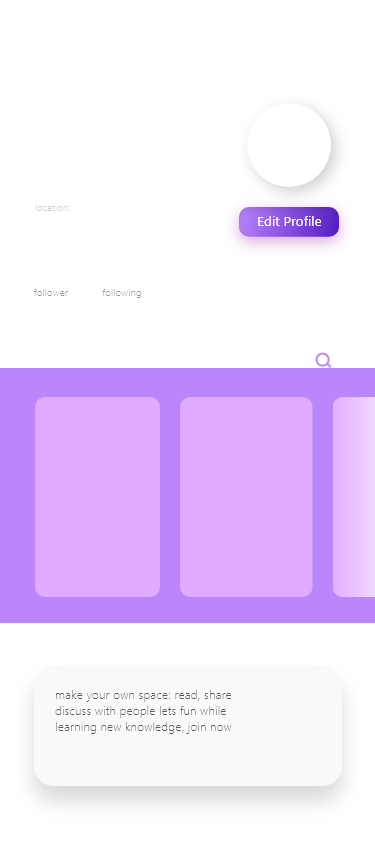 location:
Edit Profile
follower following
make your own space: read, share
discuss with people lets fun while
learning new knowledge, join now